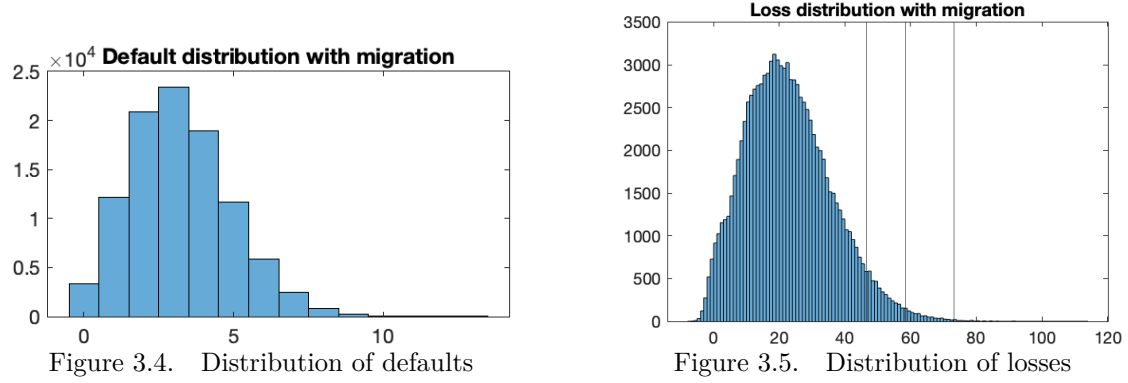 ×10⁴ Default distribution with migration
2.5
2
1.5
1
0.5
0
0 5 10
Figure 3.4. Distribution of defaults
Loss distribution with migration
3500
3000
2500
2000
1500
1000
500
0
0 20 40 60 80 100 120
Figure 3.5. Distribution of losses